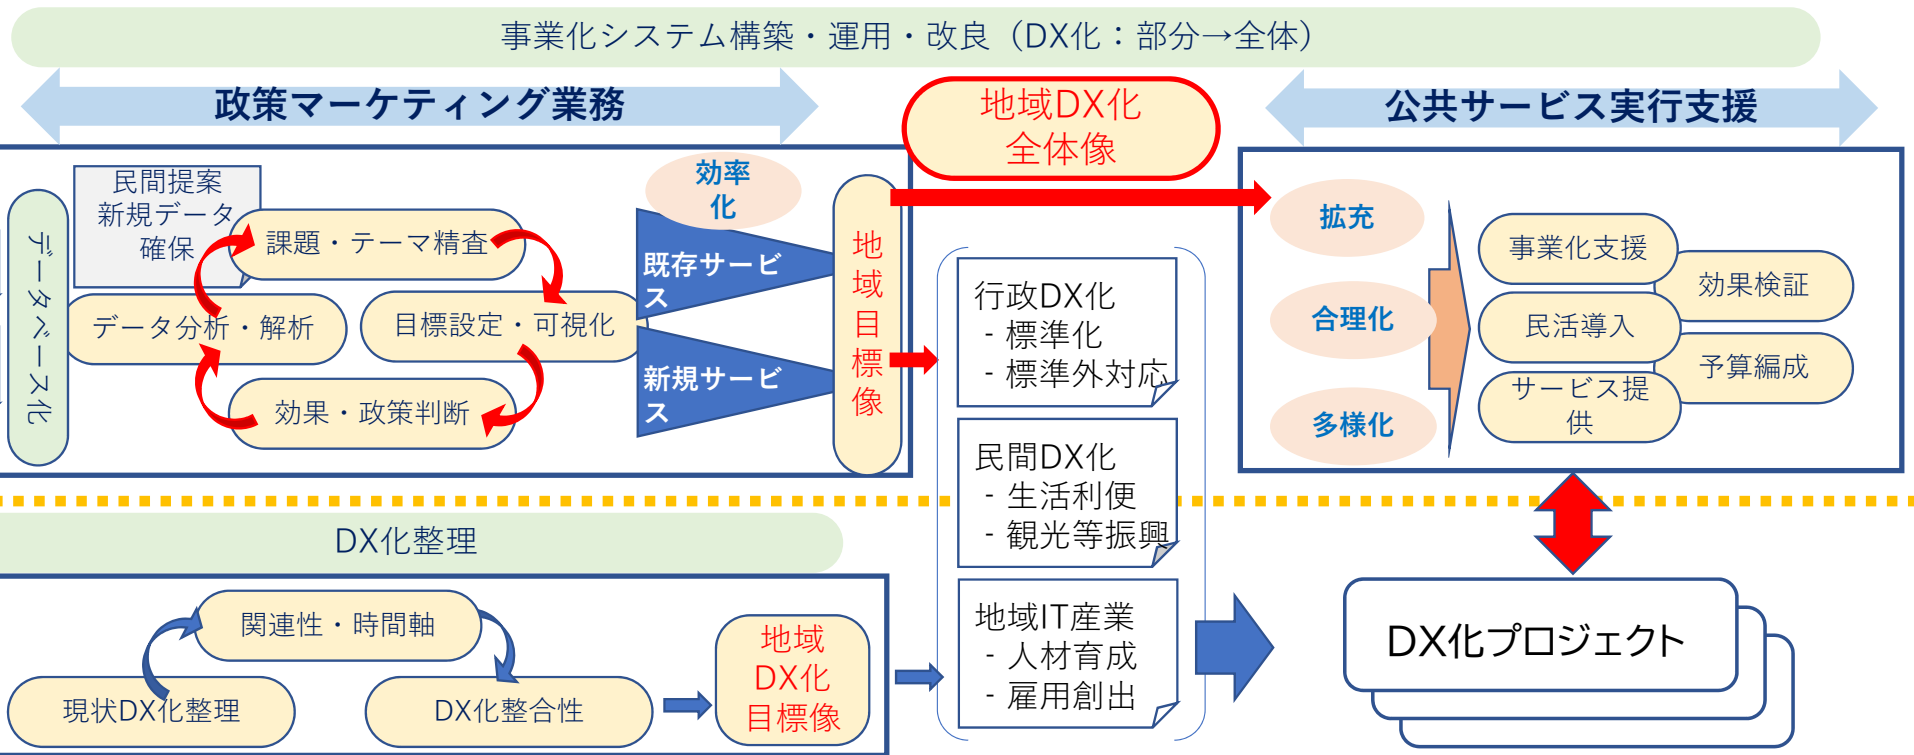 事業化システム構築・運用・改良（DX化：部分→全体）
政策マーケティング業務
地域DX化
全体像
公共サービス実行支援
データベース化
民間提案
新規データ
確保
課題・テーマ精査
データ分析・解析
目標設定・可視化
効果・政策判断
効率
化
既存サービ
ス
新規サービ
ス
地域目標像
行政DX化
- 標準化
- 標準外対応
民間DX化
- 生活利便
- 観光等振興
地域IT産業
- 人材育成
- 雇用創出
拡充
合理化
多様化
事業化支援
効果検証
民活導入
予算編成
サービス提
供
DX化整理
関連性・時間軸
現状DX化整理
DX化整合性
地域
DX化
目標像
DX化プロジェクト